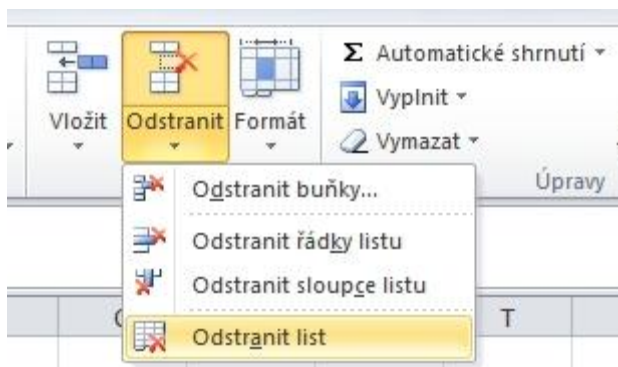 Vložit
Odstranit
Formát
Σ Automatické shrnutí
Vyplnit
Vymazat
Úpravy
Odstranit buňky...
Odstranit řádky listu
Odstranit sloupce listu
Odstranit list
T